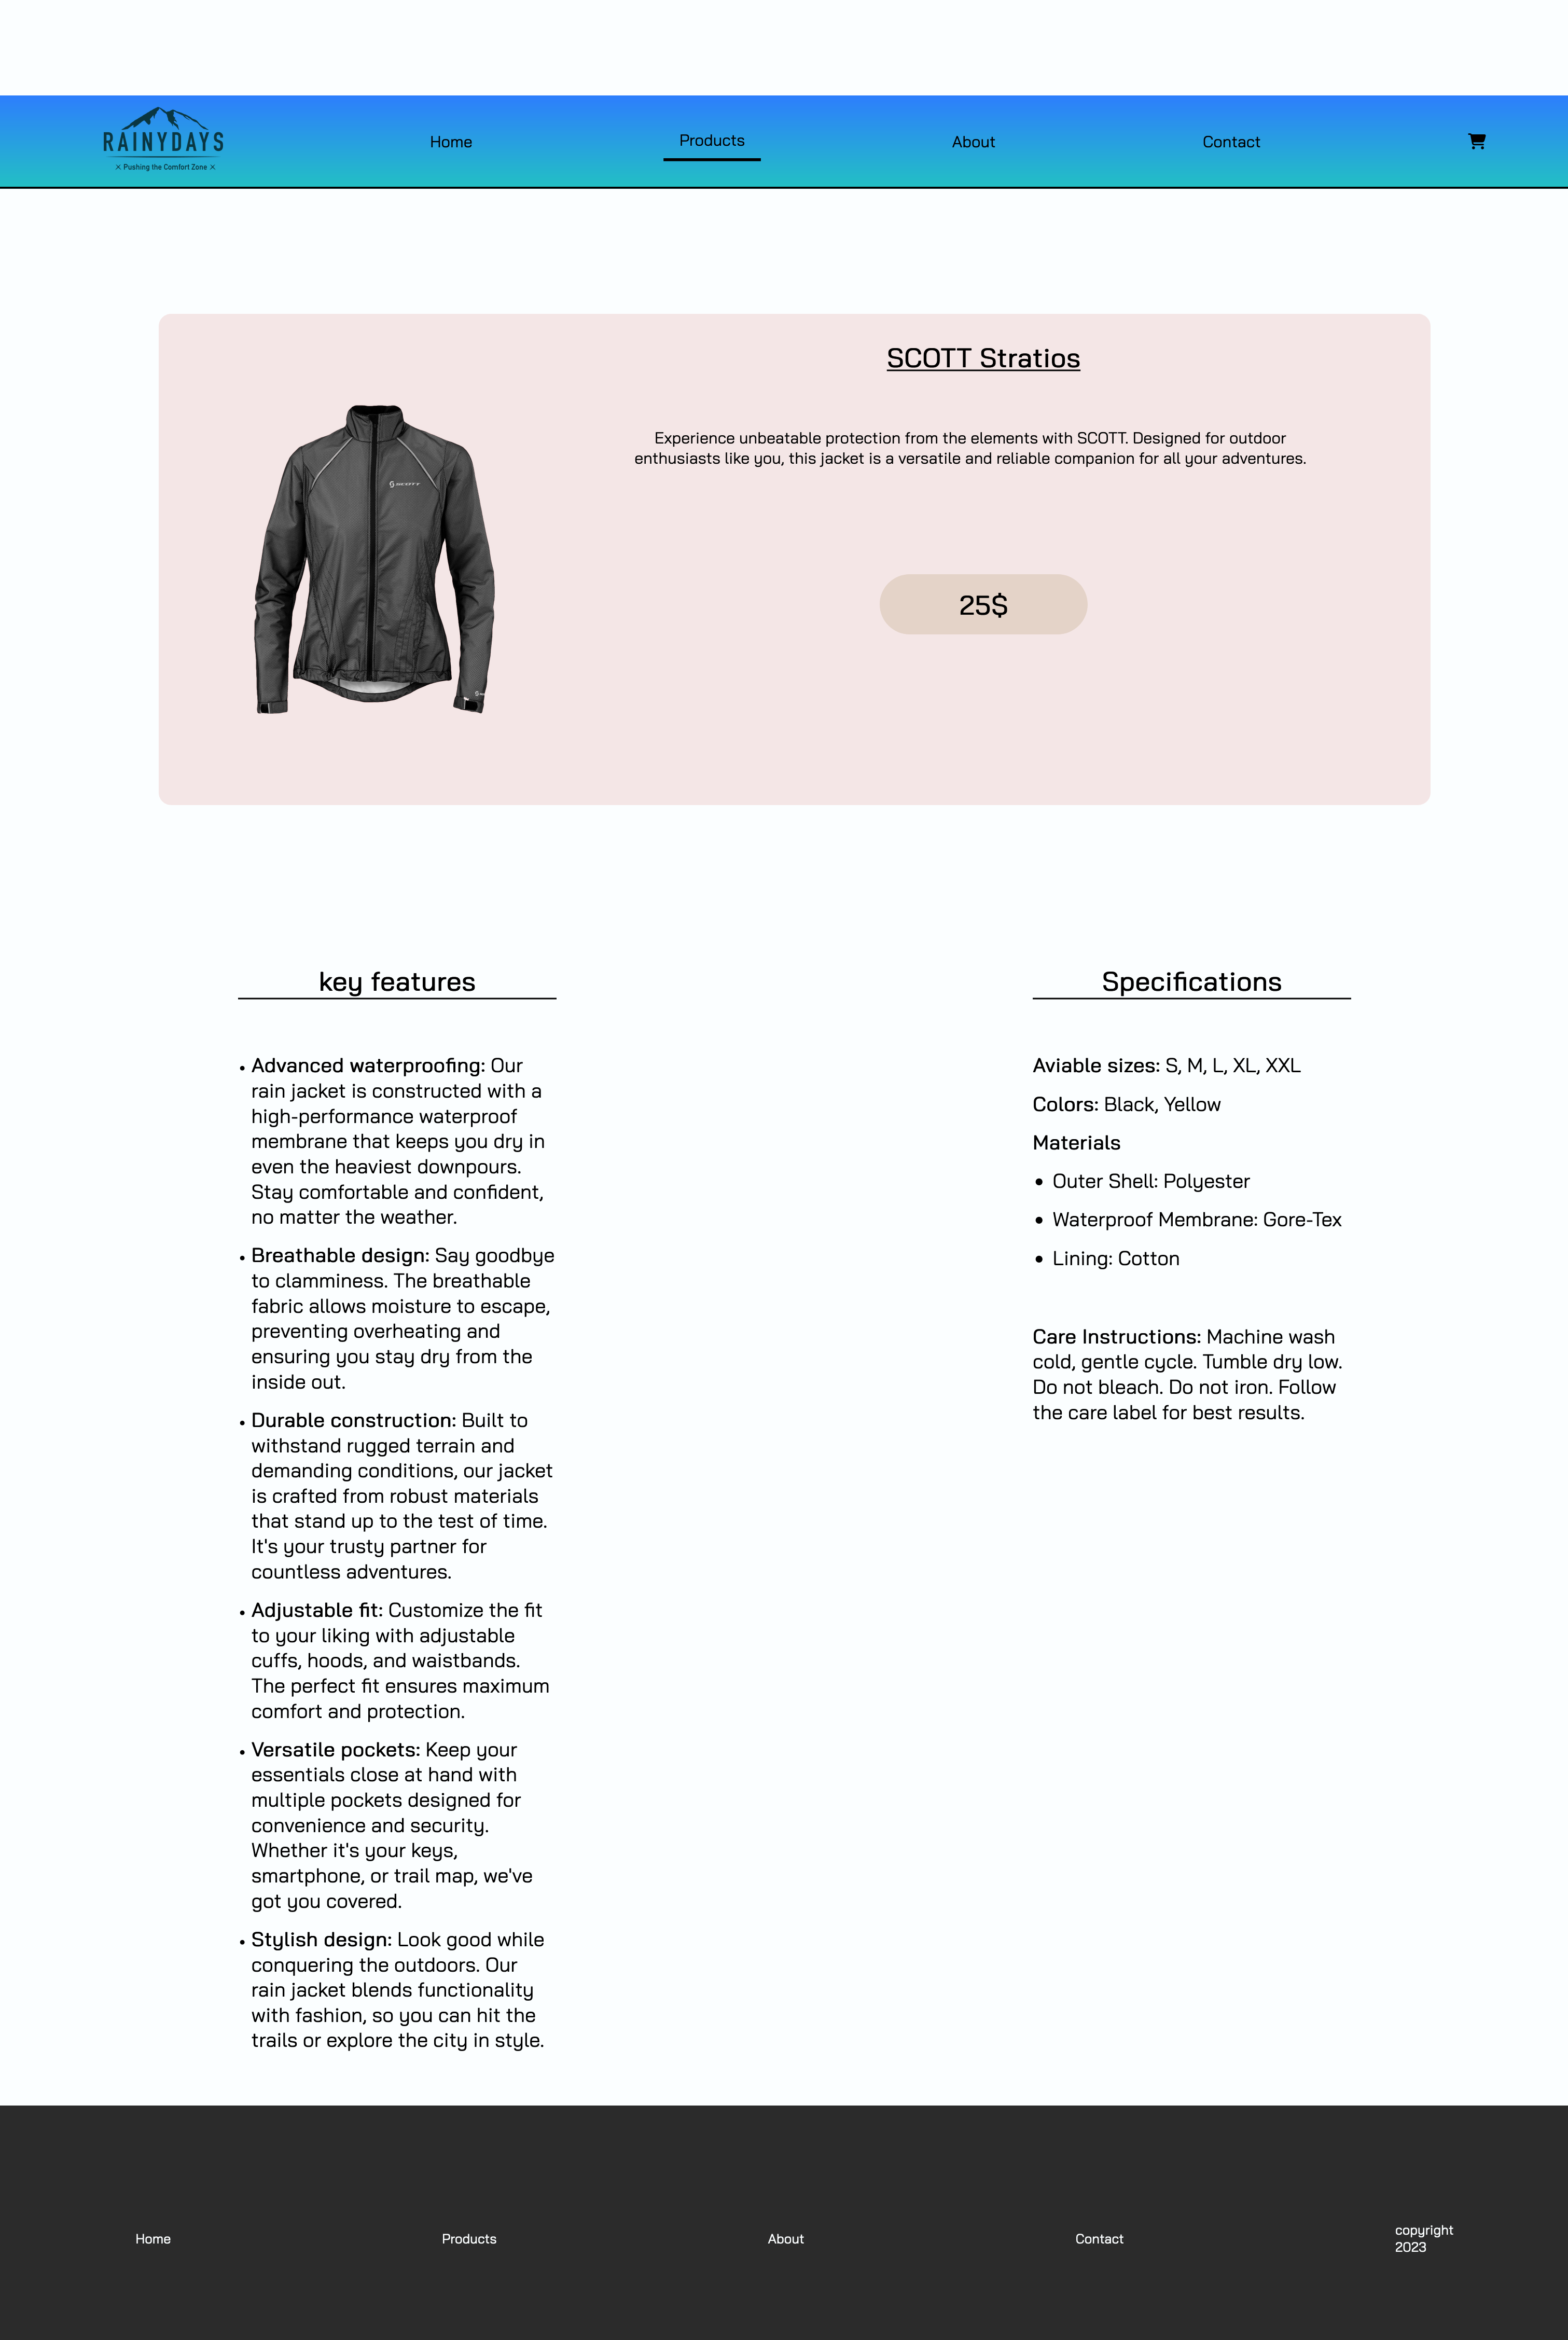 RAINYDAYS
× Pushing the Comfort Zone ×
Home
Products
About
Contact
SCOTT Stratios
Experience unbeatable protection from the elements with SCOTT. Designed for outdoor
enthusiasts like you, this jacket is a versatile and reliable companion for all your adventures.
SCOTT
25$
key features
• Advanced waterproofing: Our
rain jacket is constructed with a
high-performance waterproof
membrane that keeps you dry in
even the heaviest downpours.
Stay comfortable and confident,
no matter the weather.
• Breathable design: Say goodbye
to clamminess. The breathable
fabric allows moisture to escape,
preventing overheating and
ensuring you stay dry from the
inside out.
• Durable construction: Built to
withstand rugged terrain and
demanding conditions, our jacket
is crafted from robust materials
that stand up to the test of time.
It's your trusty partner for
countless adventures.
• Adjustable fit: Customize the fit
to your liking with adjustable
cuffs, hoods, and waistbands.
The perfect fit ensures maximum
comfort and protection.
• Versatile pockets: Keep your
essentials close at hand with
multiple pockets designed for
convenience and security.
Whether it's your keys,
smartphone, or trail map, we've
got you covered.
• Stylish design: Look good while
conquering the outdoors. Our
rain jacket blends functionality
with fashion, so you can hit the
trails or explore the city in style.
Specifications
Aviable sizes: S, M, L, XL, XXL
Colors: Black, Yellow
Materials
• Outer Shell: Polyester
• Waterproof Membrane: Gore-Tex
• Lining: Cotton
Care Instructions: Machine wash
cold, gentle cycle. Tumble dry low.
Do not bleach. Do not iron. Follow
the care label for best results.
Home
Products
About
Contact
copyright
2023